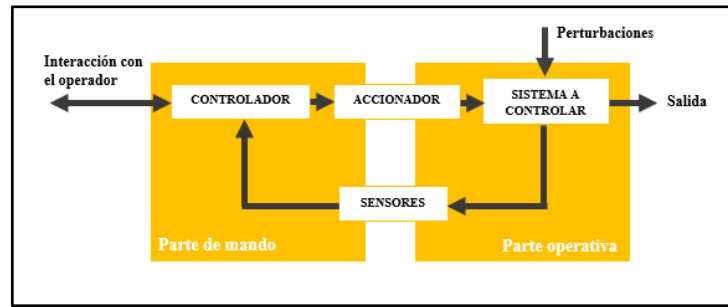 Perturbaciones
Interacción con
el operador
CONTROLADOR
ACCIONADOR
SISTEMA A
CONTROLAR
Salida
SENSORES
Parte de mando
Parte operativa